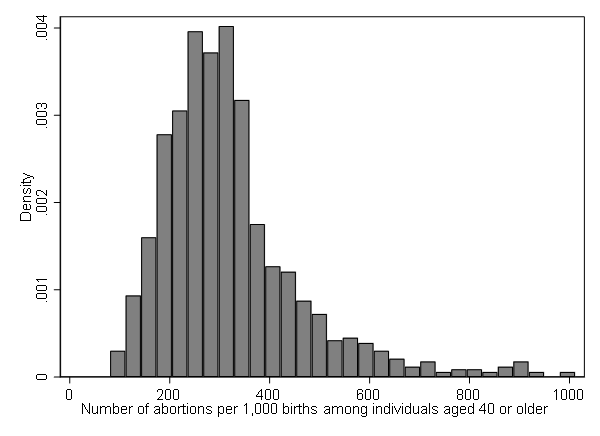 .004
.003
.002
.001
0
Density
0 200 400 600 800 1000
Number of abortions per 1,000 births among individuals aged 40 or older